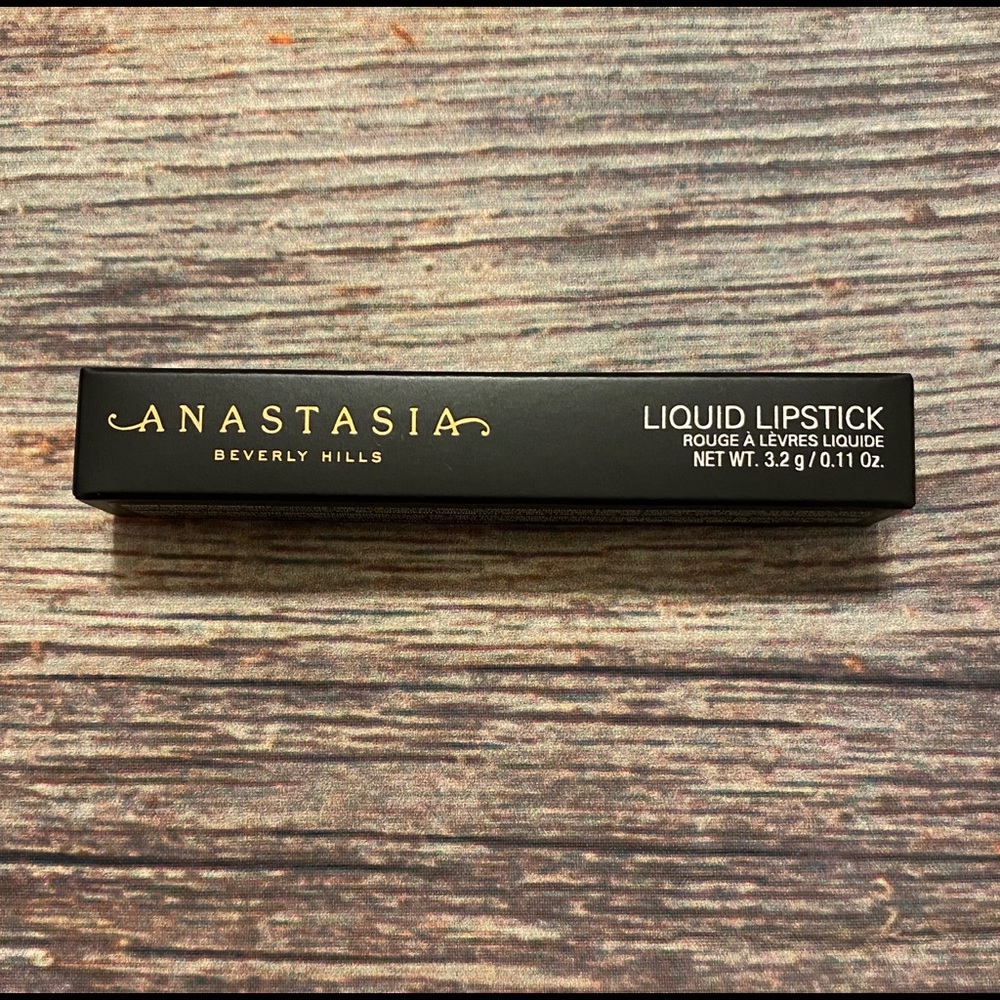 ANASTASIA
BEVERLY HILLS
LIQUID LIPSTICK
ROUGE À LÈVRES LIQUIDE
NET WT. 3.2 g / 0.11 Oz.